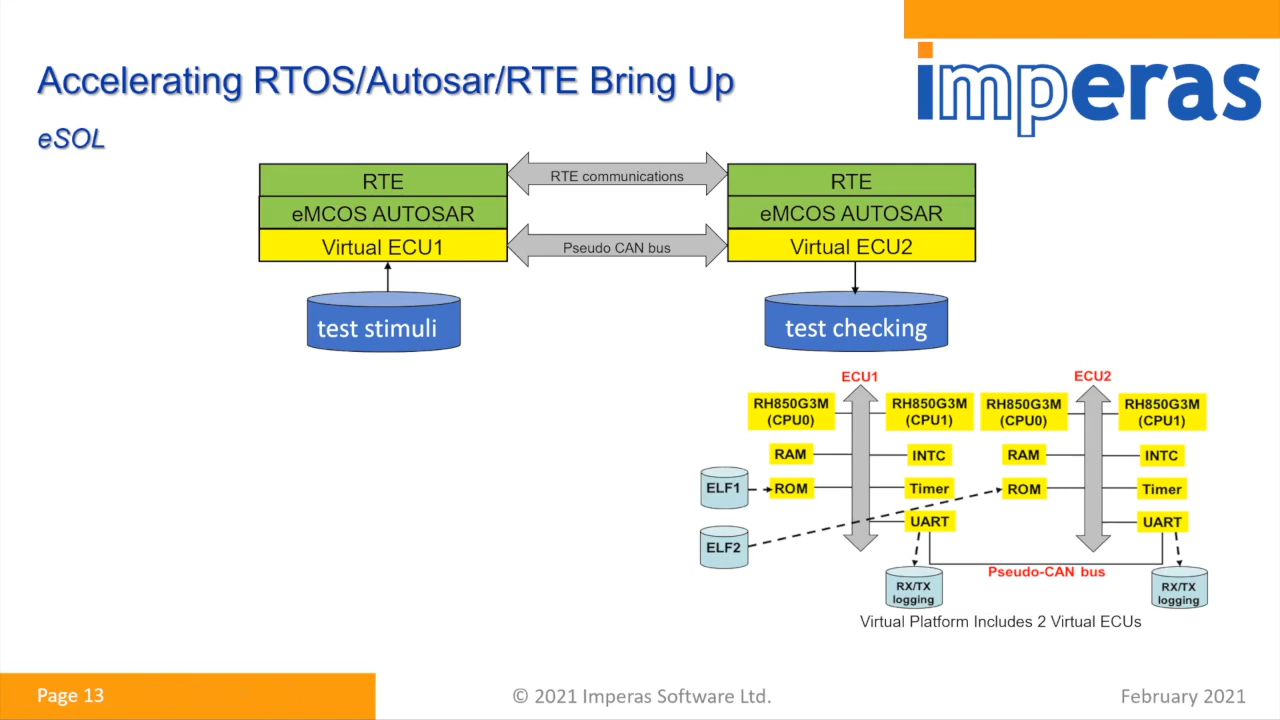 imperas
Accelerating RTOS/Autosar/RTE Bring Up
eSOL
RTE
RTE communications
RTE
eMCOS AUTOSAR
eMCOS AUTOSAR
Virtual ECU1
Pseudo CAN bus
Virtual ECU2
test stimuli
test checking
ECU1
ECU2
RH850G3M
(CPU0)
RH850G3M
(CPU1)
RH850G3M
(CPU0)
RH850G3M
(CPU1)
RAM
INTC
RAM
INTC
ELF1
ROM
Timer
ROM
Timer
UART
UART
ELF2
Pseudo-CAN bus
RX/TX
logging
RX/TX
logging
Virtual Platform Includes 2 Virtual ECUs
Page 13
© 2021 Imperas Software Ltd.
February 2021